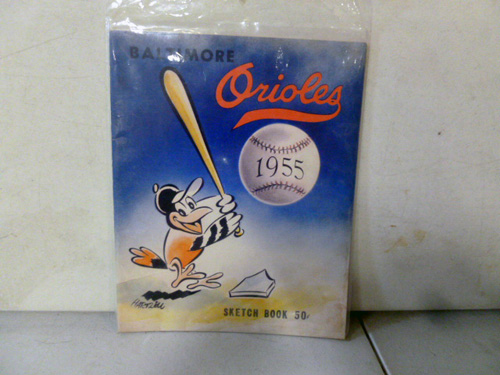 BALTIMORE
Orioles
1955
SKETCH BOOK 50¢